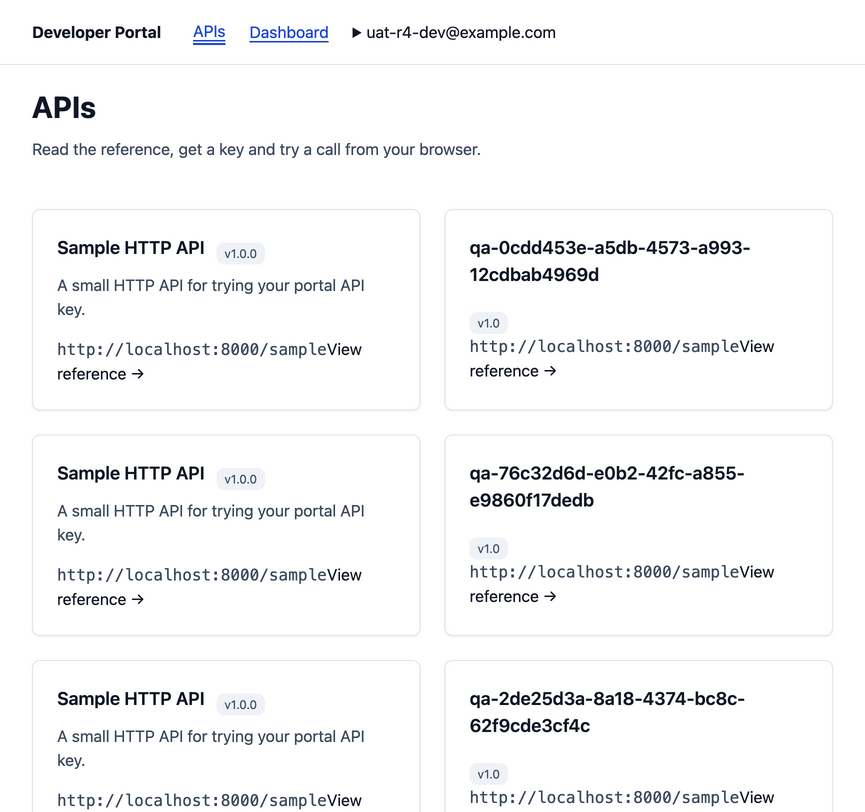 Developer Portal APIs Dashboard ▶ uat-r4-dev@example.com
APIs
Read the reference, get a key and try a call from your browser.
Sample HTTP API v1.0.0
A small HTTP API for trying your portal API
key.
http://localhost:8000/sampleView
reference →
qa-0cdd453e-a5db-4573-a993-
12cdbab4969d
v1.0
http://localhost:8000/sampleView
reference →
Sample HTTP API v1.0.0
A small HTTP API for trying your portal API
key.
http://localhost:8000/sampleView
reference →
qa-76c32d6d-e0b2-42fc-a855-
e9860f17dedb
v1.0
http://localhost:8000/sampleView
reference →
Sample HTTP API v1.0.0
A small HTTP API for trying your portal API
key.
http://localhost:8000/sampleView
qa-2de25d3a-8a18-4374-bc8c-
62f9cde3cf4c
v1.0
http://localhost:8000/sampleView